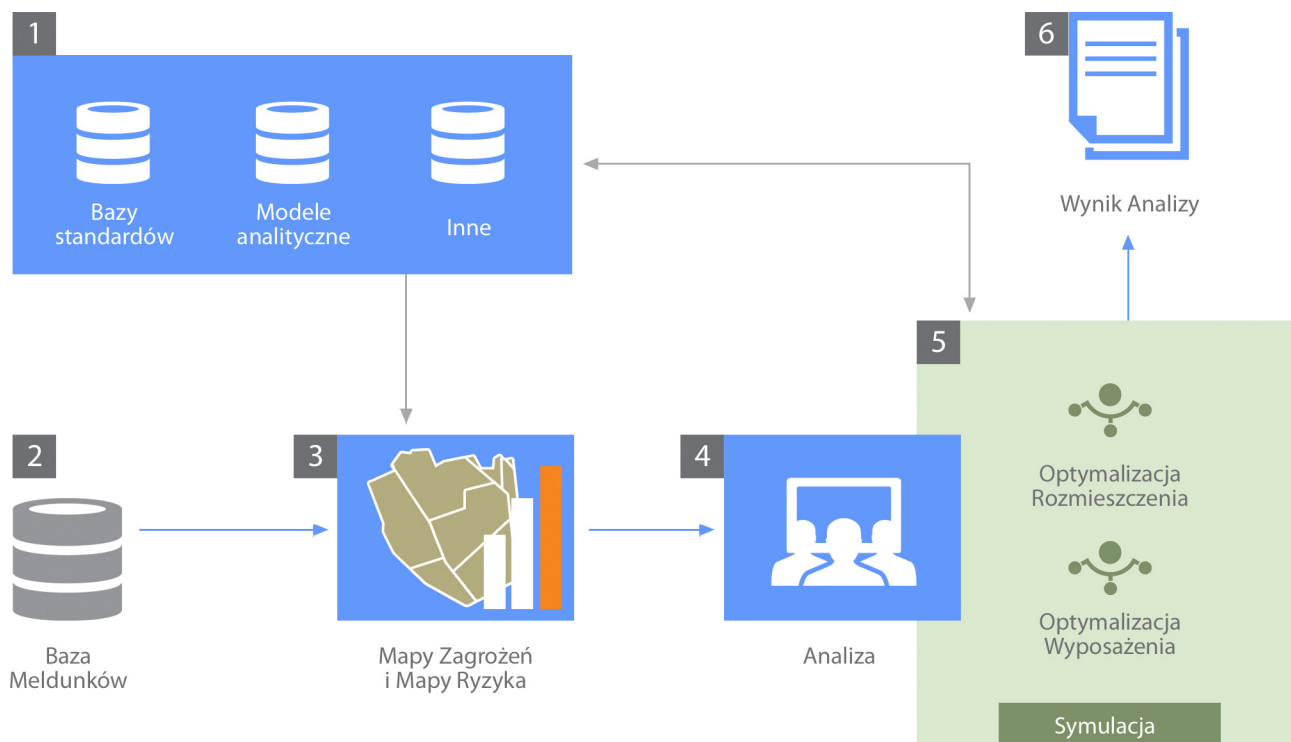 1
Bazy
standardów
Modele
analityczne
Inne
2
Baza
Meldunków
3
Mapy Zagrożeń
i Mapy Ryzyka
4
Analiza
5
Optymalizacja
Rozmieszczenia
Optymalizacja
Wyposażenia
Symulacja
6
Wynik Analizy